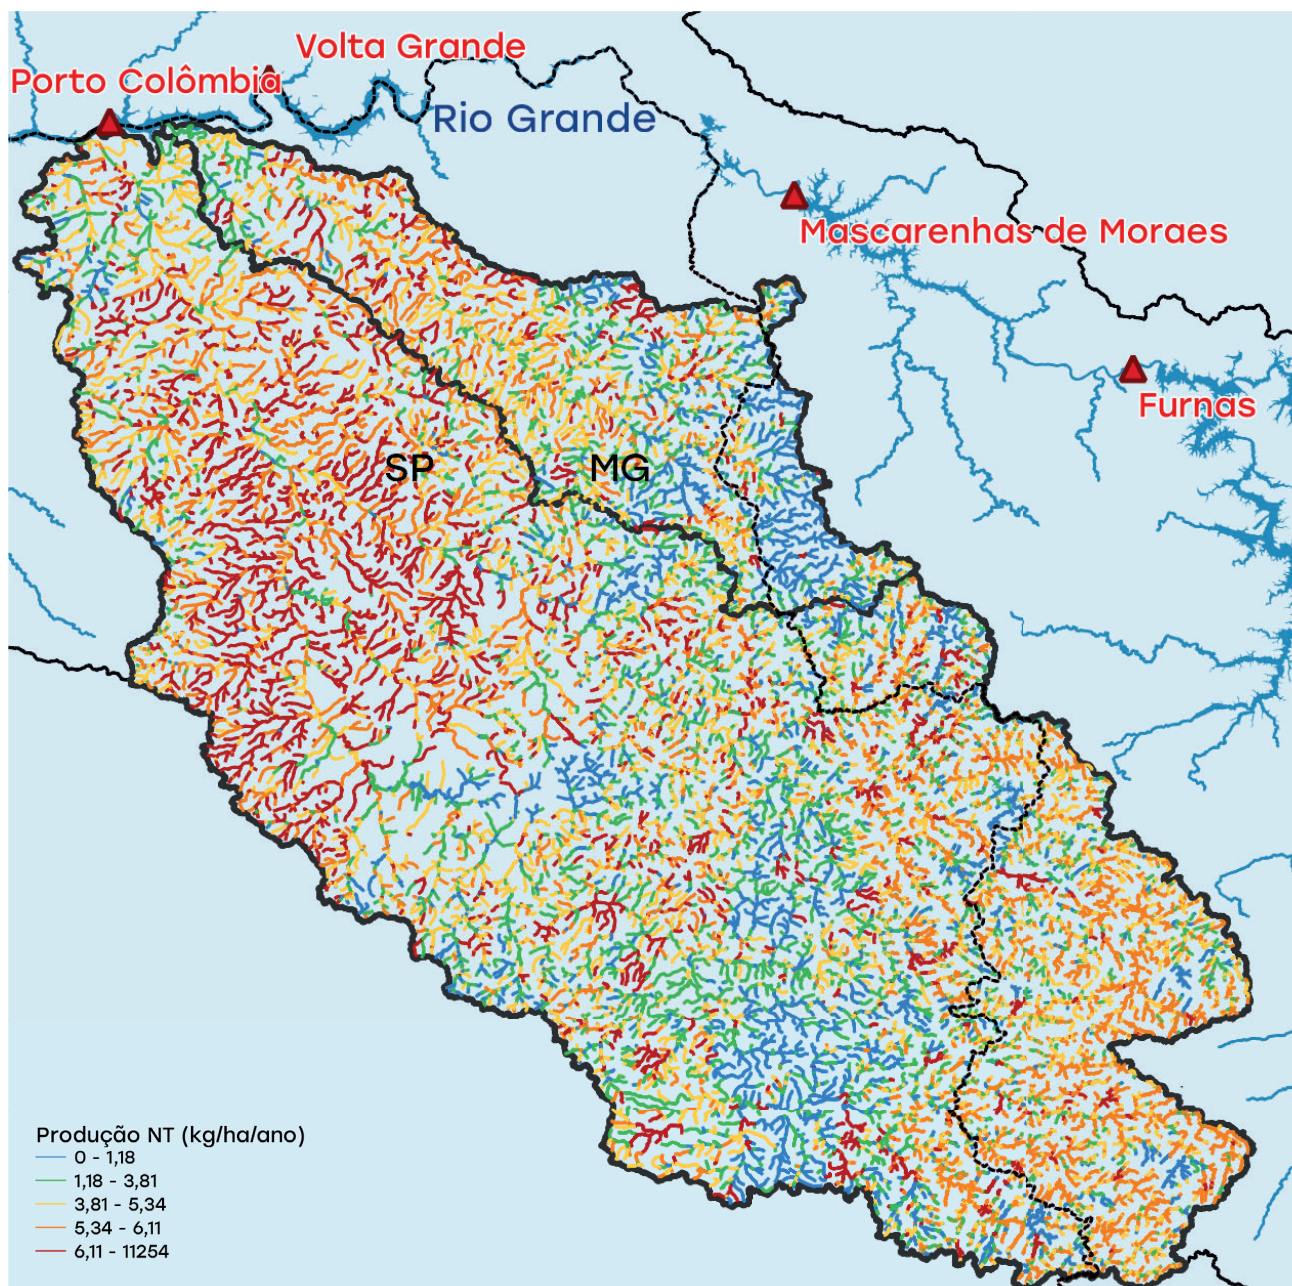 Volta Grande
Porto Colômbia
Rio Grande
Mascarenhas de Moraes
Furnas
SP
MG
Produção NT (kg/ha/ano)
0 - 1,18
1,18 - 3,81
3,81 - 5,34
5,34 - 6,11
6,11 - 11254